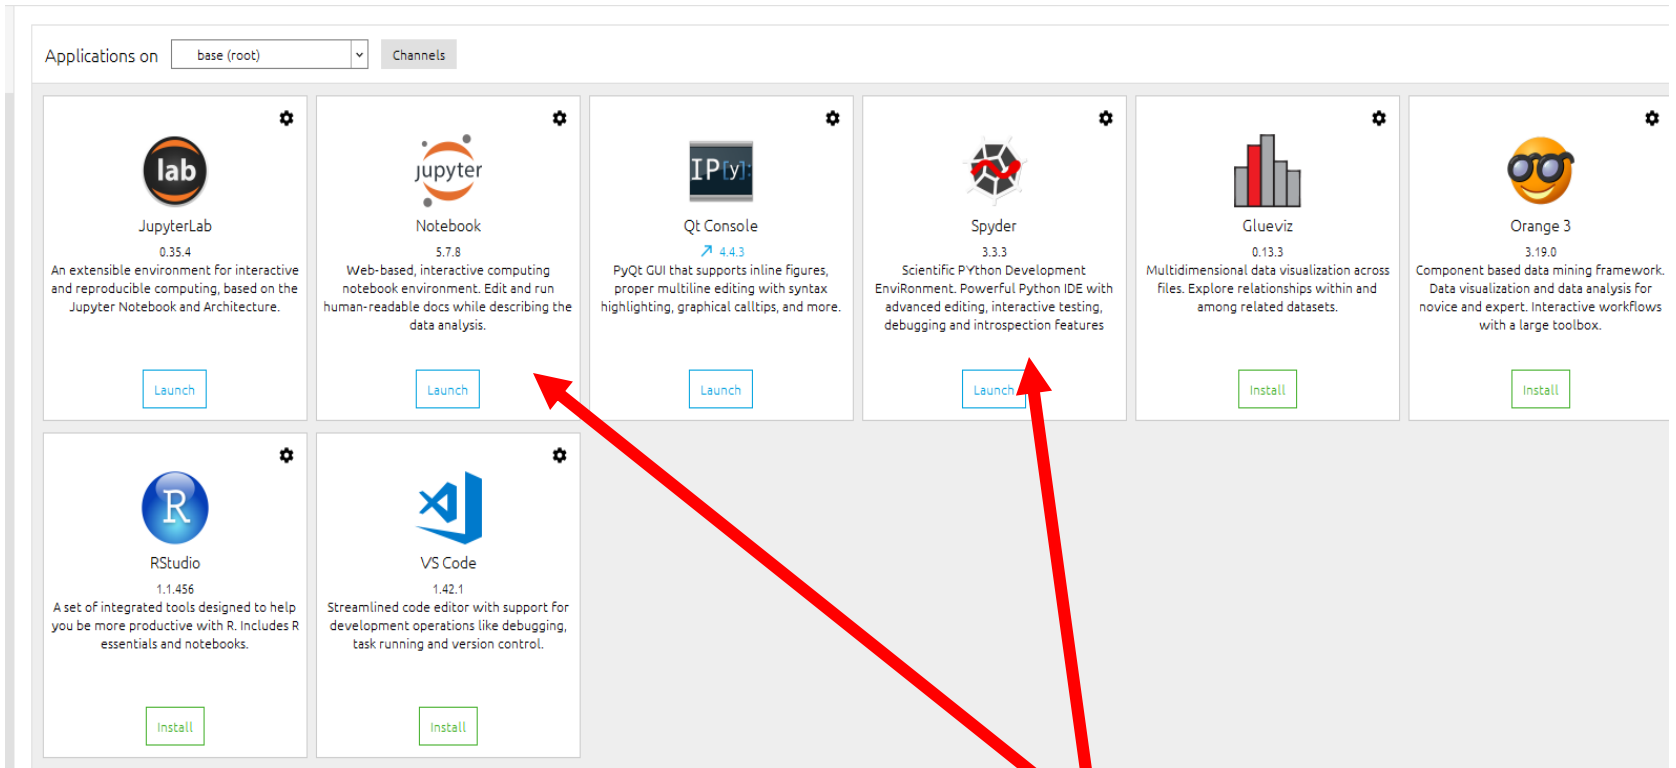 Applications on
base (root)
Channels
lab
JupyterLab
0.35.4
An extensible environment for interactive
and reproducible computing, based on the
Jupyter Notebook and Architecture.
Launch
jupyter
Notebook
5.7.8
Web-based, interactive computing
notebook environment. Edit and run
human-readable docs while describing the
data analysis.
Launch
IP[y]:
Qt Console
4.4.3
PyQt GUI that supports inline figures,
proper multiline editing with syntax
highlighting, graphical calltips, and more.
Launch
Spyder
3.3.3
Scientific PYthon Development
EnviRonment. Powerful Python IDE with
advanced editing, interactive testing,
debugging and introspection features
Launch
Glueviz
0.13.3
Multidimensional data visualization across
files. Explore relationships within and
among related datasets.
Install
Orange 3
3.19.0
Component based data mining framework.
Data visualization and data analysis for
novice and expert. Interactive workflows
with a large toolbox.
Install
R
RStudio
1.1.456
A set of integrated tools designed to help
you be more productive with R. Includes R
essentials and notebooks.
Install
VS Code
1.42.1
Streamlined code editor with support for
development operations like debugging,
task running and version control.
Install